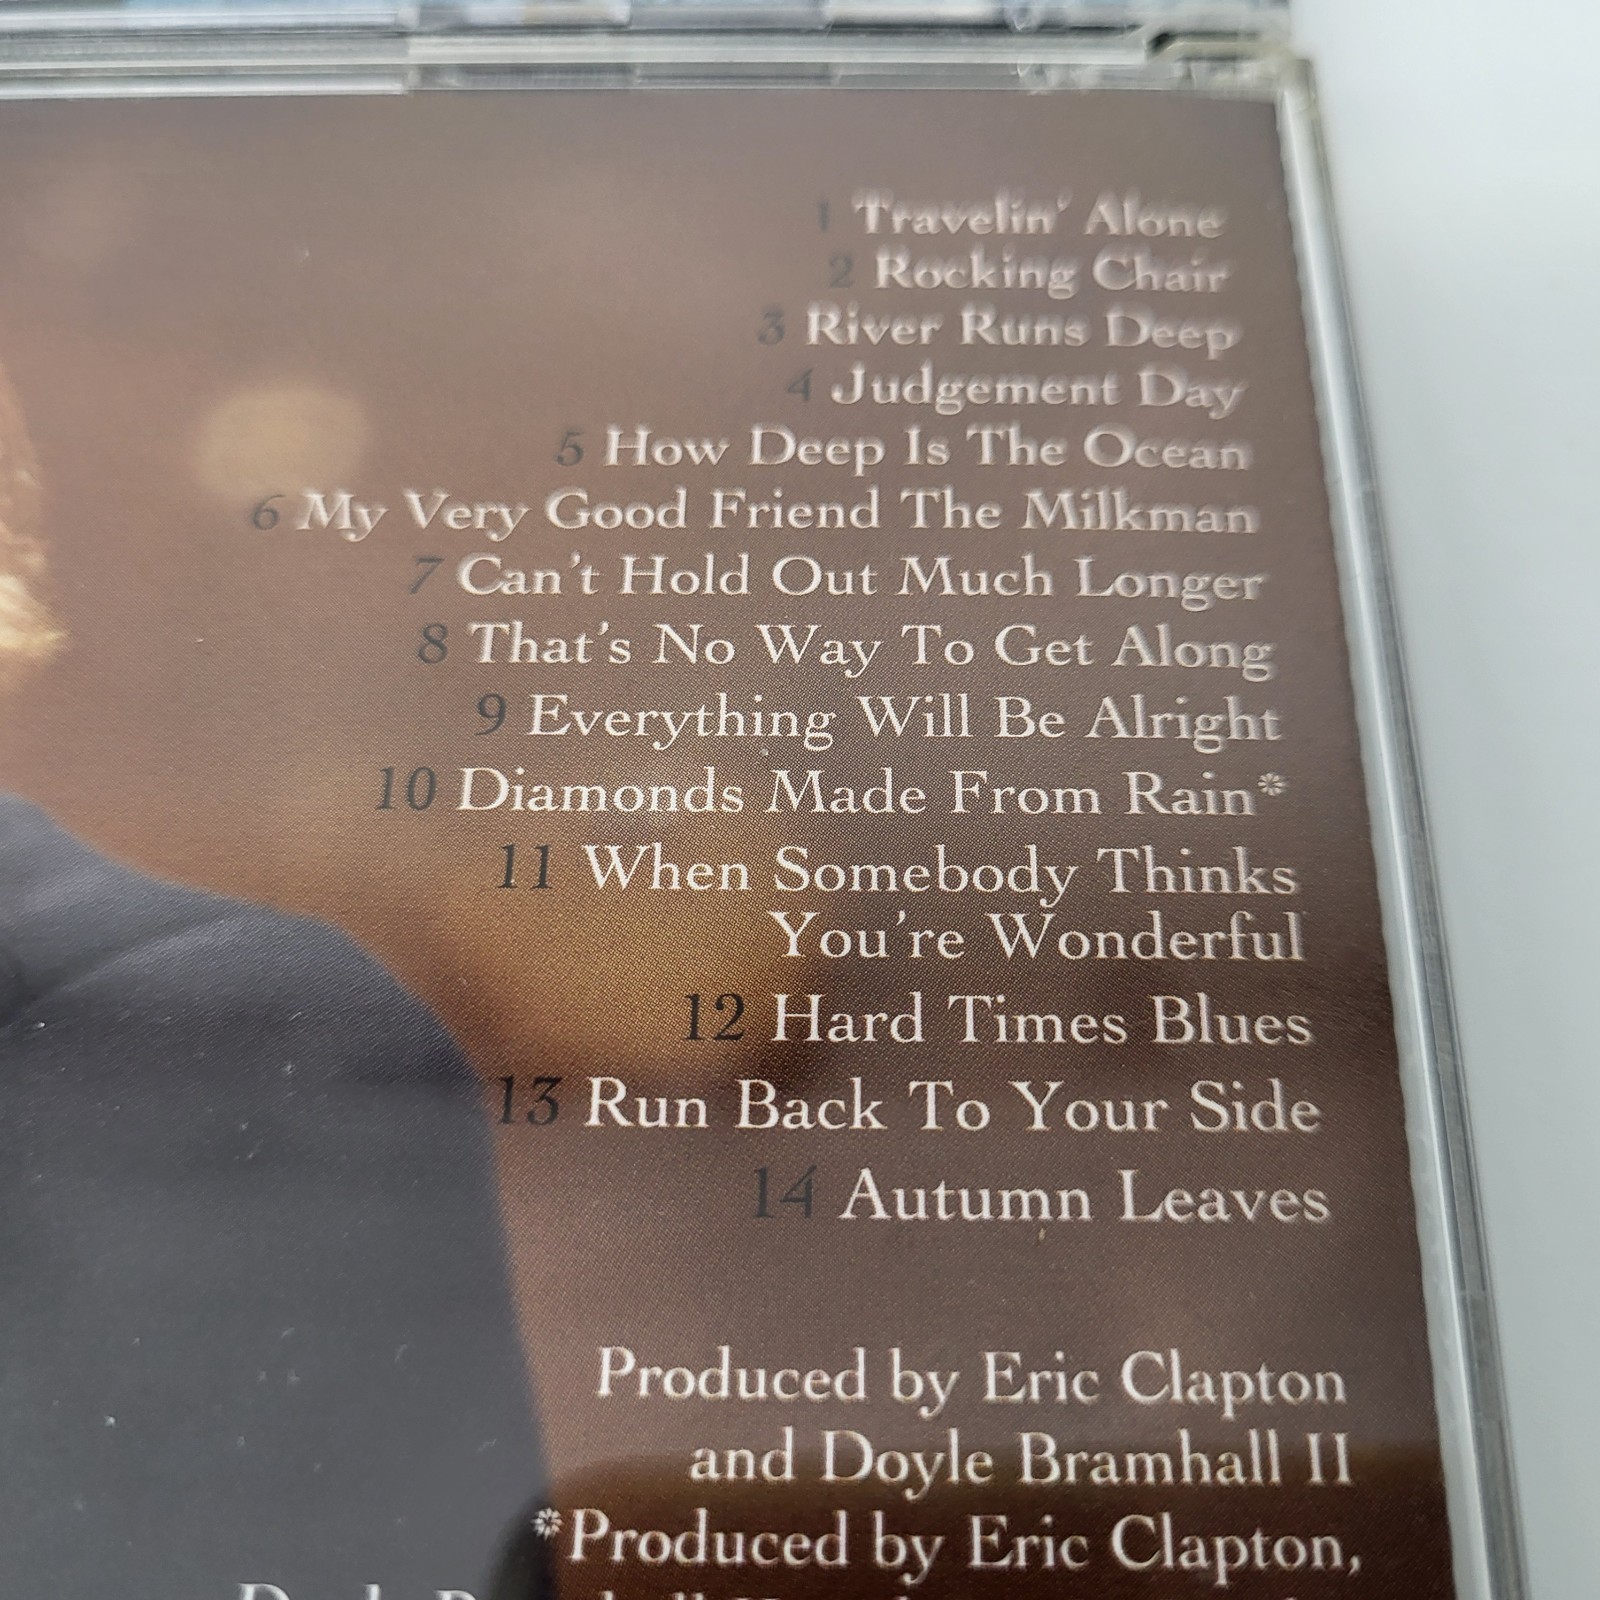 1 Travelin' Alone
2 Rocking Chair
3 River Runs Deep
4 Judgement Day
5 How Deep Is The Ocean
6 My Very Good Friend The Milkman
7 Can't Hold Out Much Longer
8 That's No Way To Get Along
9 Everything Will Be Alright
10 Diamonds Made From Rain*
11 When Somebody Thinks
You're Wonderful
12 Hard Times Blues
13 Run Back To Your Side
14 Autumn Leaves
Produced by Eric Clapton
and Doyle Bramhall II
*Produced by Eric Clapton,